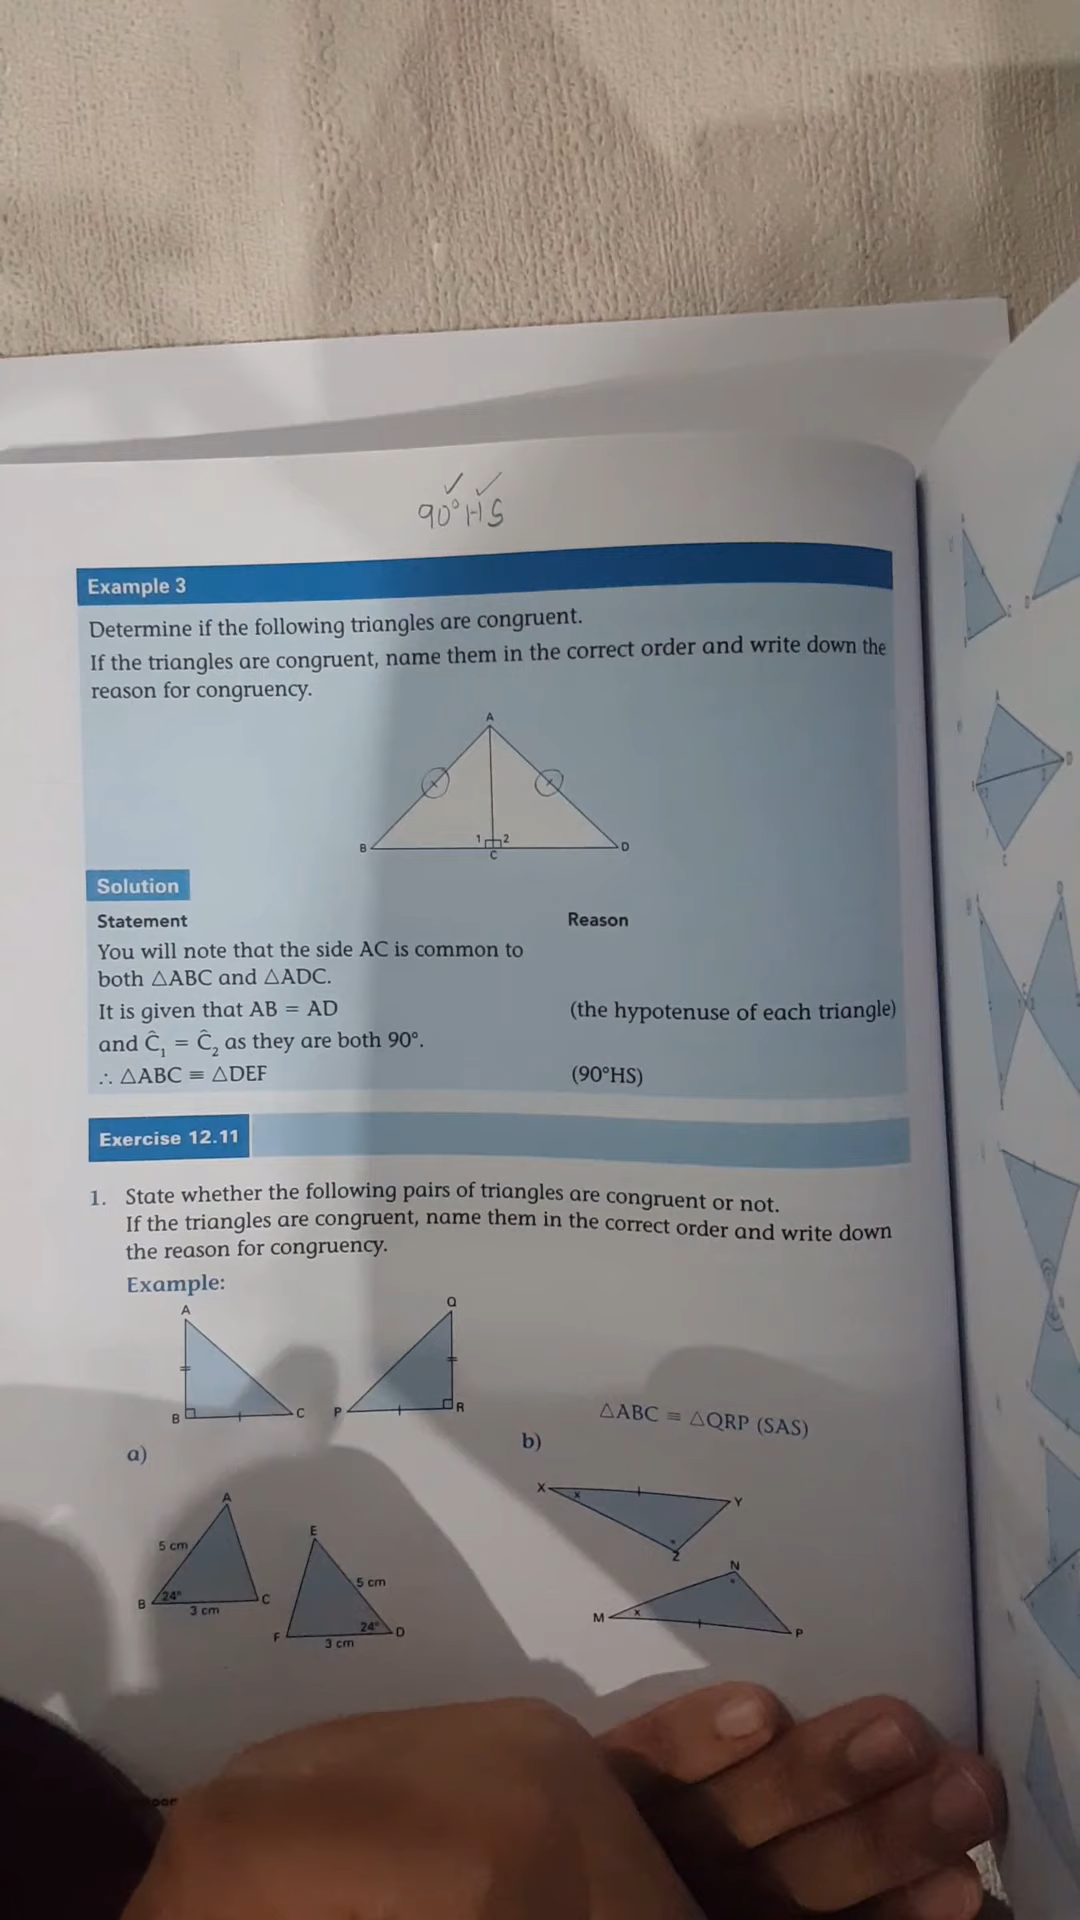 90°HS
Example 3
Determine if the following triangles are congruent.
If the triangles are congruent, name them in the correct order and write down the
reason for congruency.
A
B
1
2
C
D
Solution
Statement Reason
You will note that the side AC is common to
both △ABC and △ADC.
It is given that AB = AD (the hypotenuse of each triangle)
and Ĉ₁ = Ĉ₂ as they are both 90°.
∴ △ABC ≡ △DEF (90°HS)
Exercise 12.11
1. State whether the following pairs of triangles are congruent or not.
If the triangles are congruent, name them in the correct order and write down
the reason for congruency.
Example:
A
B
C
Q
P
R
△ABC ≡ △QRP (SAS)
a)
A
5 cm
B
24°
3 cm
C
E
5 cm
F
24°
D
3 cm
b)
X
x
Y
Z
N
M
x
P